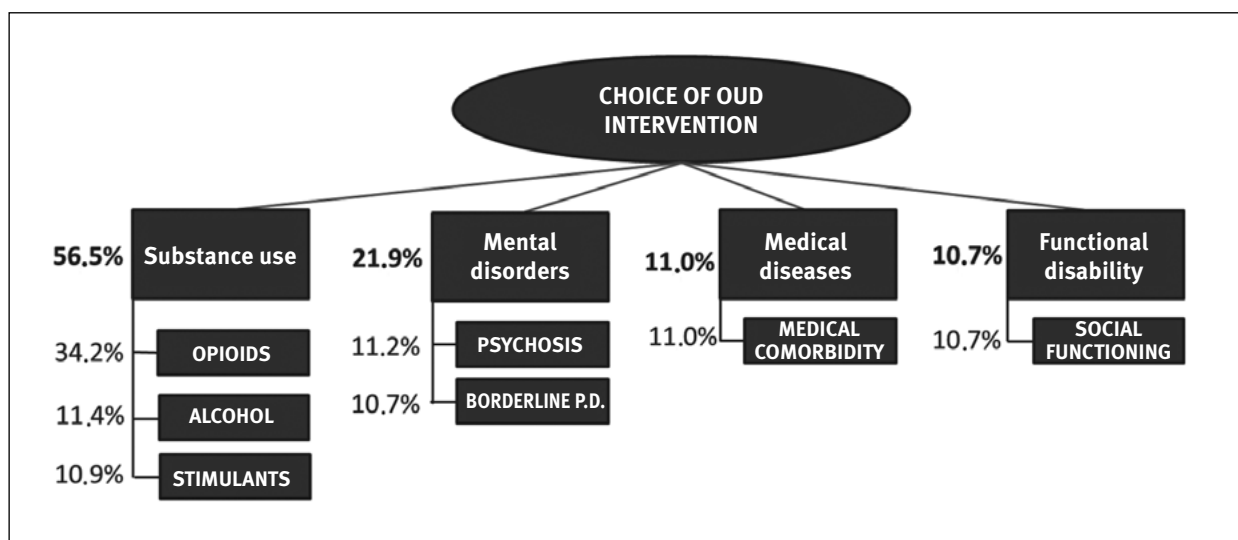 CHOICE OF OUD
INTERVENTION
56.5%
Substance use
34.2%
OPIOIDS
11.4%
ALCOHOL
10.9%
STIMULANTS
21.9%
Mental
disorders
11.2%
PSYCHOSIS
10.7%
BORDERLINE P.D.
11.0%
Medical
diseases
11.0%
MEDICAL
COMORBIDITY
10.7%
Functional
disability
10.7%
SOCIAL
FUNCTIONING